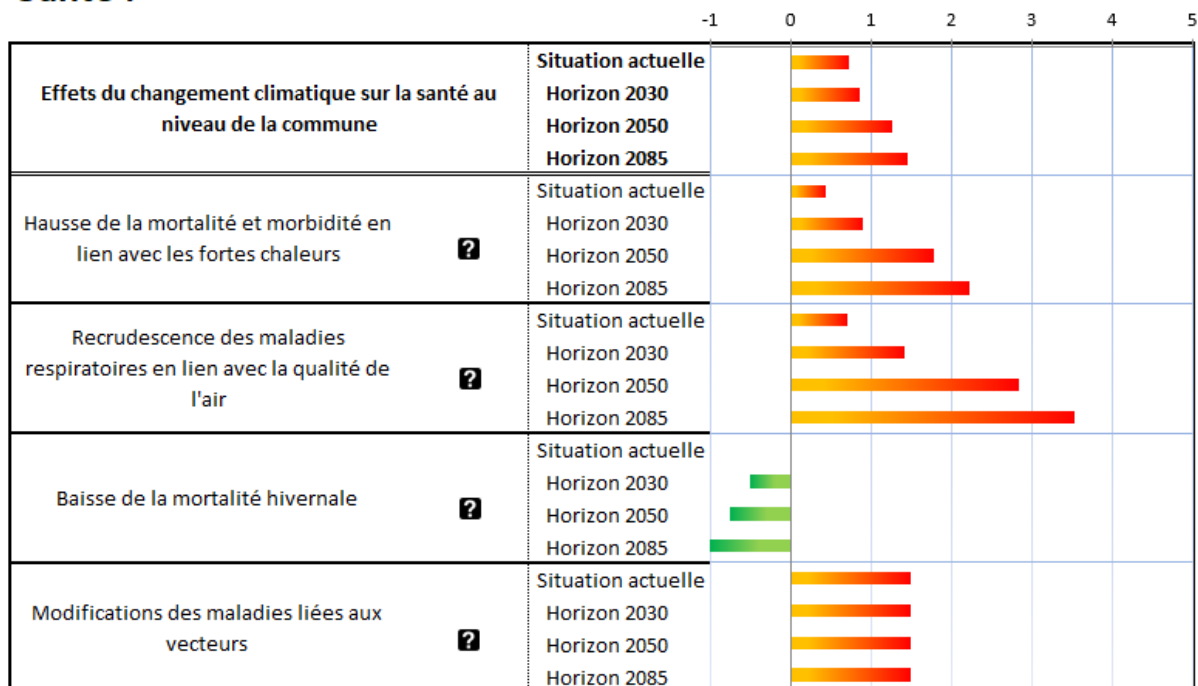 -1 0 1 2 3 4 5
Effets du changement climatique sur la santé au
niveau de la commune
Situation actuelle
Horizon 2030
Horizon 2050
Horizon 2085
Hausse de la mortalité et morbidité en
lien avec les fortes chaleurs
?
Situation actuelle
Horizon 2030
Horizon 2050
Horizon 2085
Recrudescence des maladies
respiratoires en lien avec la qualité de
l'air
?
Situation actuelle
Horizon 2030
Horizon 2050
Horizon 2085
Baisse de la mortalité hivernale
?
Situation actuelle
Horizon 2030
Horizon 2050
Horizon 2085
Modifications des maladies liées aux
vecteurs
?
Situation actuelle
Horizon 2030
Horizon 2050
Horizon 2085